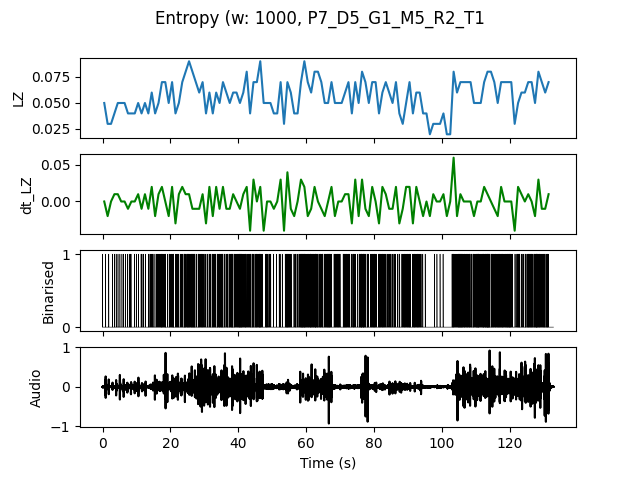 Entropy (w: 1000, P7_D5_G1_M5_R2_T1
0.075
0.050
0.025
LZ
0.05
0.00
dt_LZ
1
0
Binarised
1
0
−1
Audio
0 20 40 60 80 100 120
Time (s)